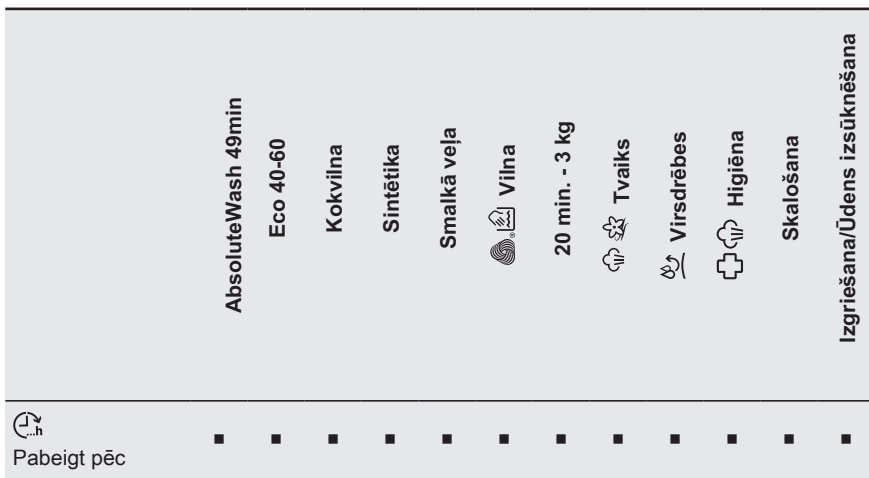 AbsoluteWash 49min
Eco 40-60
Kokvilna
Sintētika
Smalkā veļa
Vilna
20 min. - 3 kg
Tvaiks
Virsdrēbes
Higiēna
Skalošana
Izgriešana/Ūdens izsūknēšana
...h
Pabeigt pēc